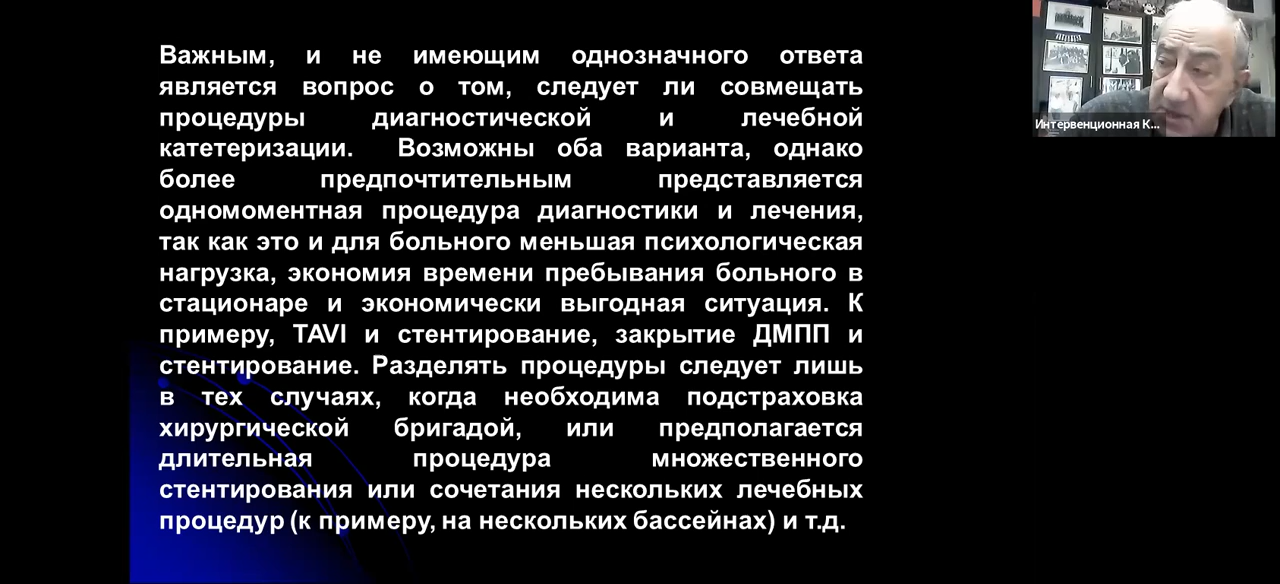 Важным, и не имеющим однозначного ответа
является вопрос о том, следует ли совмещать
процедуры диагностической и лечебной
катетеризации. Возможны оба варианта, однако
более предпочтительным представляется
одномоментная процедура диагностики и лечения,
так как это и для больного меньшая психологическая
нагрузка, экономия времени пребывания больного в
стационаре и экономически выгодная ситуация. К
примеру, TAVI и стентирование, закрытие ДМПП и
стентирование. Разделять процедуры следует лишь
в тех случаях, когда необходима подстраховка
хирургической бригадой, или предполагается
длительная процедура множественного
стентирования или сочетания нескольких лечебных
процедур (к примеру, на нескольких бассейнах) и т.д.
Интервенционная К...